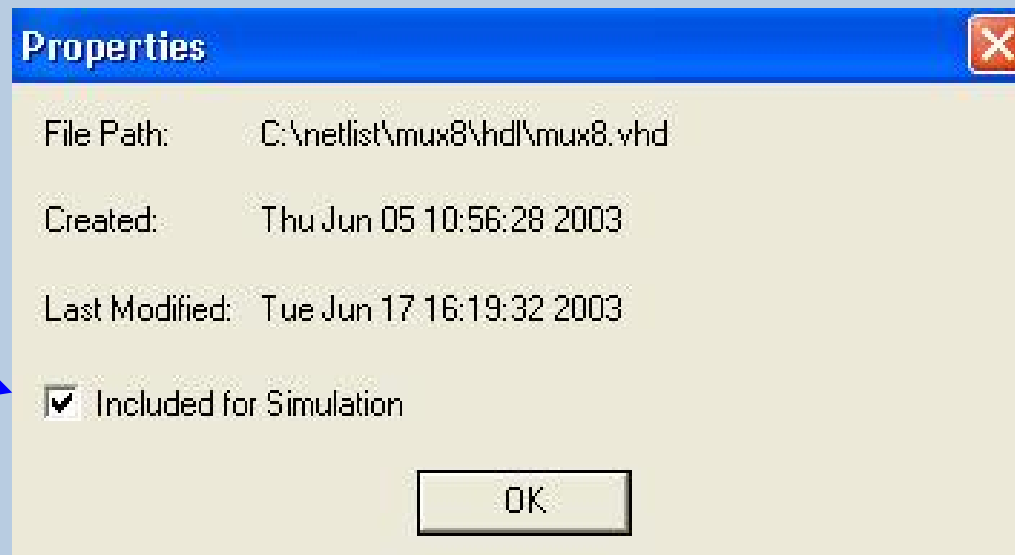 Properties
File Path: C:\netlist\mux8\hdl\mux8.vhd
Created: Thu Jun 05 10:56:28 2003
Last Modified: Tue Jun 17 16:19:32 2003
Included for Simulation
OK